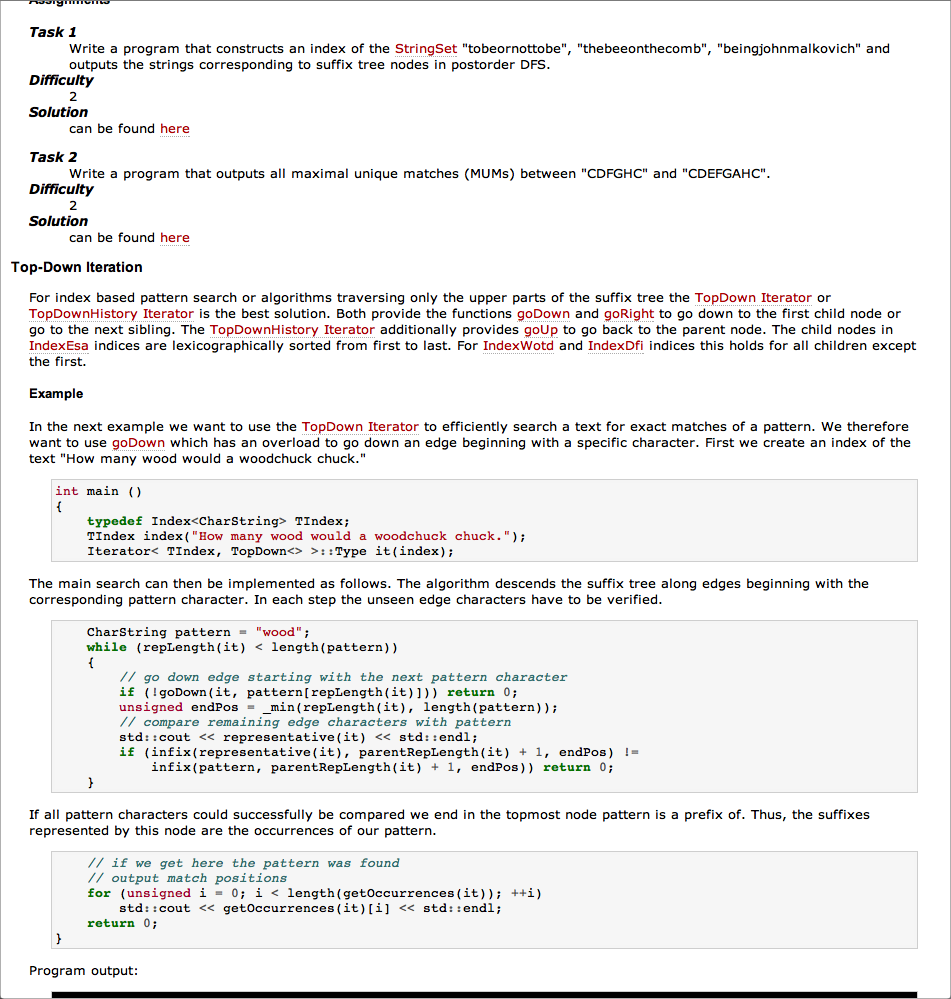 Assignments
Task 1
Write a program that constructs an index of the StringSet "tobeornottobe", "thebeeonthecomb", "beingjohnmalkovich" and
outputs the strings corresponding to suffix tree nodes in postorder DFS.
Difficulty
2
Solution
can be found here
Task 2
Write a program that outputs all maximal unique matches (MUMs) between "CDFGHC" and "CDEFGAHC".
Difficulty
2
Solution
can be found here
Top-Down Iteration
For index based pattern search or algorithms traversing only the upper parts of the suffix tree the TopDown Iterator or
TopDownHistory Iterator is the best solution. Both provide the functions goDown and goRight to go down to the first child node or
go to the next sibling. The TopDownHistory Iterator additionally provides goUp to go back to the parent node. The child nodes in
IndexEsa indices are lexicographically sorted from first to last. For IndexWotd and IndexDfi indices this holds for all children except
the first.
Example
In the next example we want to use the TopDown Iterator to efficiently search a text for exact matches of a pattern. We therefore
want to use goDown which has an overload to go down an edge beginning with a specific character. First we create an index of the
text "How many wood would a woodchuck chuck."
int main ()
{
typedef Index<CharString> TIndex;
TIndex index("How many wood would a woodchuck chuck.");
Iterator< TIndex, TopDown<> >::Type it(index);
The main search can then be implemented as follows. The algorithm descends the suffix tree along edges beginning with the
corresponding pattern character. In each step the unseen edge characters have to be verified.
CharString pattern = "wood";
while (repLength(it) < length(pattern))
{
// go down edge starting with the next pattern character
if (!goDown(it, pattern[repLength(it)])) return 0;
unsigned endPos = _min(repLength(it), length(pattern));
// compare remaining edge characters with pattern
std::cout << representative(it) << std::endl;
if (infix(representative(it), parentRepLength(it) + 1, endPos) !=
infix(pattern, parentRepLength(it) + 1, endPos)) return 0;
}
If all pattern characters could successfully be compared we end in the topmost node pattern is a prefix of. Thus, the suffixes
represented by this node are the occurrences of our pattern.
// if we get here the pattern was found
// output match positions
for (unsigned i = 0; i < length(getOccurrences(it)); ++i)
std::cout << getOccurrences(it)[i] << std::endl;
return 0;
}
Program output: